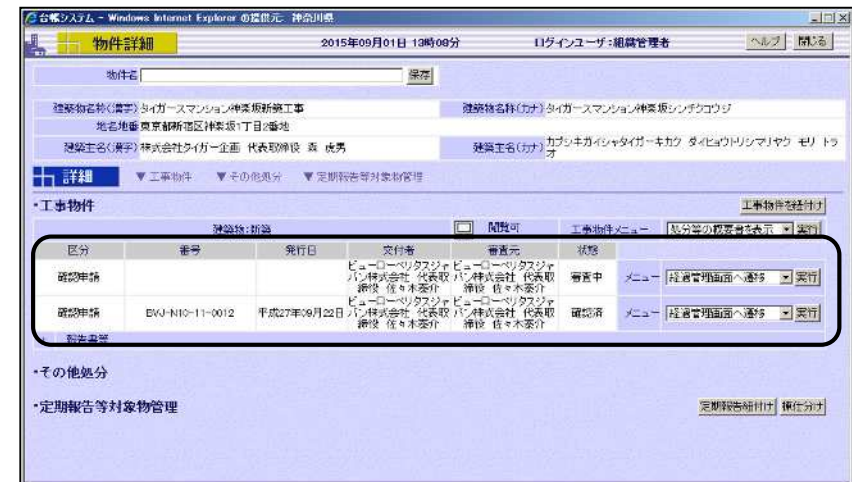 台帳システム - Windows Internet Explorer の提供元: 神奈川県
物件詳細 2015年09月01日 13時08分 ログインユーザ:組織管理者 ヘルプ 閉じる
物件名 保存
建築物名称(漢字) タイガースマンション神楽坂新築工事 建築物名称(カナ) タイガースマンション神楽坂シンチクコウジ
地名地番 東京都新宿区神楽坂1丁目2番地
建築主名(漢字) 株式会社タイガー企画 代表取締役 森 虎男 建築主名(カナ) カブシキガイシャタイガーキカク ダイヒョウトリシマリヤク モリ トラオ
詳細 ▼工事物件 ▼その他処分 ▼定期報告等対象物管理
・工事物件 工事物件を紐付け
建築物:新築 閲覧可 工事物件メニュー 処分等の概要書を表示 実行
区分 番号 発行日 交付者 審査元 状態
確認申請 ビューローベリタスジャパン株式会社 代表取締役 佐々木泰介 ビューローベリタスジャパン株式会社 代表取締役 佐々木泰介 審査中 メニュー 経過管理画面へ遷移 実行
確認申請 BVJ-N10-11-0012 平成27年09月22日 ビューローベリタスジャパン株式会社 代表取締役 佐々木泰介 ビューローベリタスジャパン株式会社 代表取締役 佐々木泰介 確認済 メニュー 経過管理画面へ遷移 実行
報告書等
・その他処分
・定期報告等対象物管理 定期報告紐付け 棟仕分け